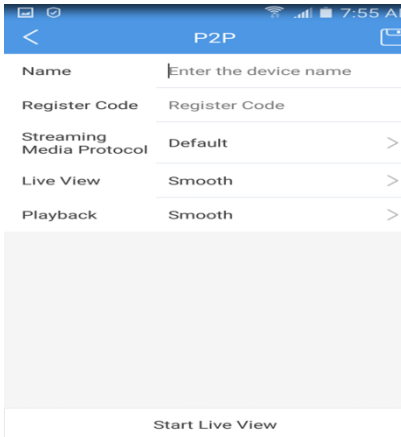 7:55 A
P2P
Name Enter the device name
Register Code Register Code
Streaming
Media Protocol Default
Live View Smooth
Playback Smooth
Start Live View